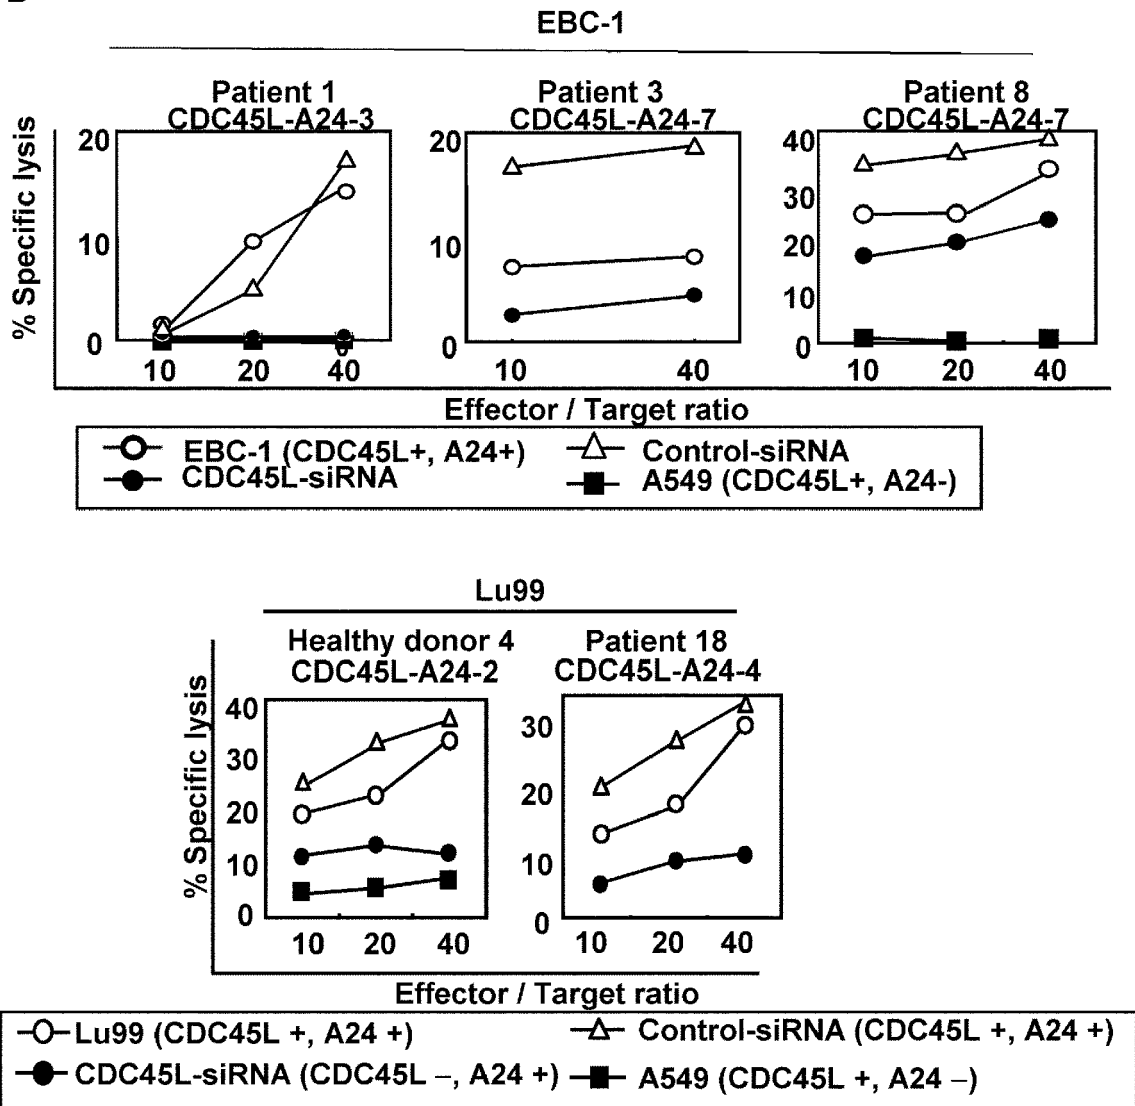 EBC-1
Patient 1
CDC45L-A24-3
Patient 3
CDC45L-A24-7
Patient 8
CDC45L-A24-7
% Specific lysis
20
10
0
10 20 40
20
10
0
10 40
40
30
20
10
0
10 20 40
Effector / Target ratio
EBC-1 (CDC45L+, A24+)
Control-siRNA
CDC45L-siRNA
A549 (CDC45L+, A24-)
Lu99
Healthy donor 4
CDC45L-A24-2
Patient 18
CDC45L-A24-4
% Specific lysis
40
30
20
10
0
10 20 40
30
20
10
0
10 20 40
Effector / Target ratio
Lu99 (CDC45L +, A24 +)
Control-siRNA (CDC45L +, A24 +)
CDC45L-siRNA (CDC45L –, A24 +)
A549 (CDC45L +, A24 –)